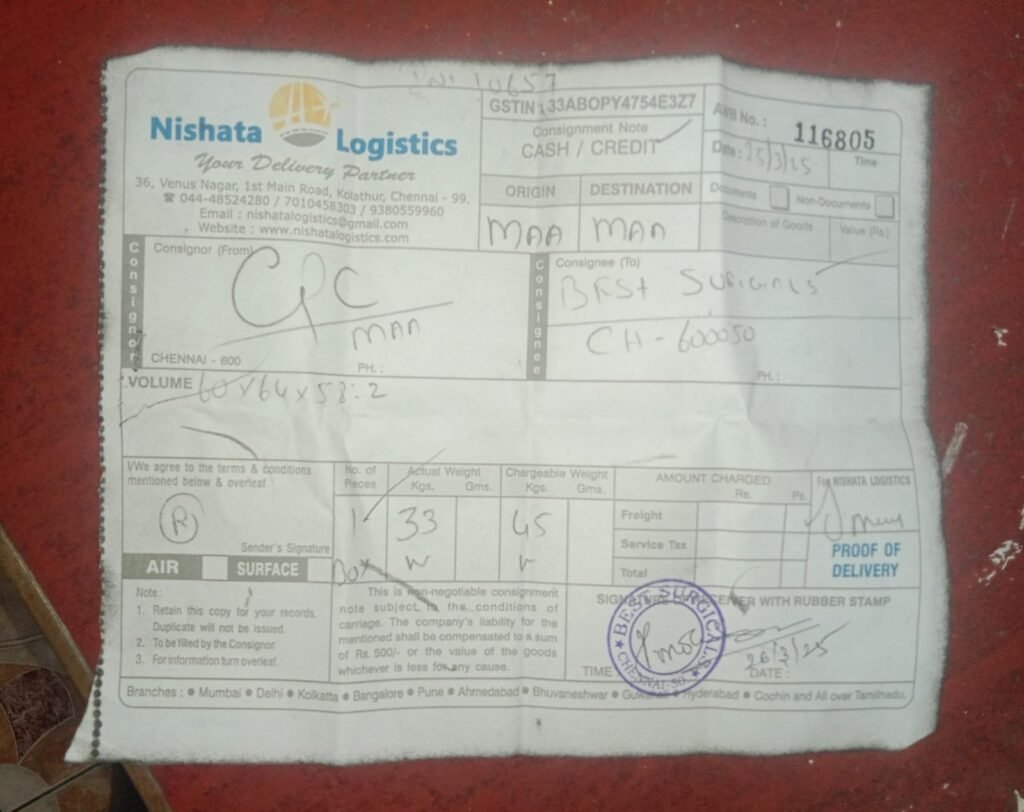 10657
Nishata Logistics
Your Delivery Partner
36, Venus Nagar, 1st Main Road, Kolathur, Chennai - 99.
☎ 044-48524280 / 7010458303 / 9380559960
Email : nishatalogistics@gmail.com
Website : www.nishatalogistics.com
GSTIN : 33ABOPY4754E3Z7
Consignment Note
CASH / CREDIT
ORIGIN DESTINATION
MAA MAA
AWB No. : 116805
Date : 25/3/25 Time
Documents Non-Documents
Description of Goods Value (Rs.)
Consignor
Consignor (From)
CPC
MAA
CHENNAI - 600 PH. :
Consignee
Consignee (To)
BEST SURGICALS
CH - 600050
PH. :
VOLUME 60 x 64 x 58 : 2
I/We agree to the terms & conditions
mentioned below & overleaf
R
Sender's Signature
AIR SURFACE
No. of Pieces
1
BOX
Actual Weight
Kgs. Gms.
33
Chargeable Weight
Kgs. Gms.
45
AMOUNT CHARGED
Rs. Ps.
Freight
Service Tax
Total
For NISHATA LOGISTICS
PROOF OF
DELIVERY
Note :
1. Retain this copy for your records.
Duplicate will not be issued.
2. To be filled by the Consignor.
3. For information turn overleaf.
This is non-negotiable consignment
note subject to the conditions of
carriage. The company's liability for the
mentioned shall be compensated to a sum
of Rs. 500/- or the value of the goods
whichever is less for any cause.
SIGNATURE OF RECEIVER WITH RUBBER STAMP
★ BEST SURGICALS ★
CHENNAI-50
26/3/25
TIME DATE :
Branches : ● Mumbai ● Delhi ● Kolkatta ● Bangalore ● Pune ● Ahmedabad ● Bhuvaneshwar ● Guwahati ● Hyderabad ● Cochin and All over Tamilnadu.